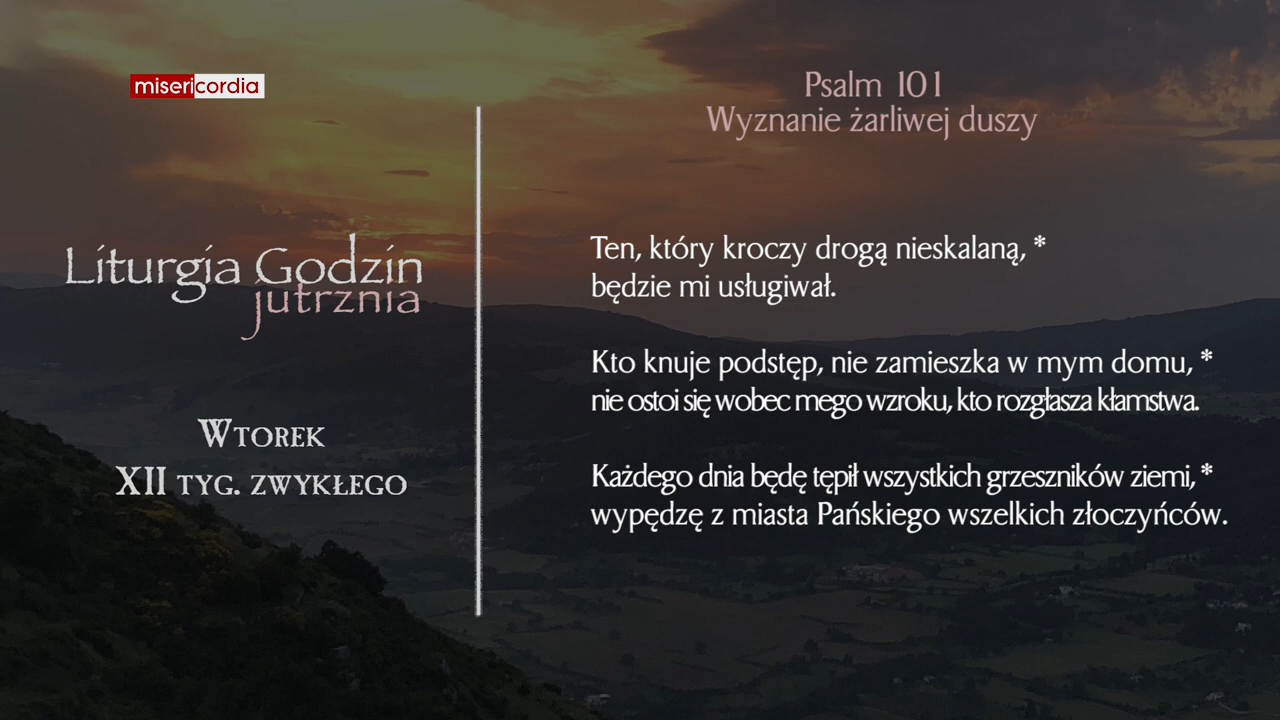 misericordia
Liturgia Godzin
jutrznia
Wtorek
XII tyg. zwykłego
Psalm 101
Wyznanie żarliwej duszy
Ten, który kroczy drogą nieskalaną, *
będzie mi usługiwał.
Kto knuje podstęp, nie zamieszka w mym domu, *
nie ostoi się wobec mego wzroku, kto rozgłasza kłamstwa.
Każdego dnia będę tępił wszystkich grzeszników ziemi, *
wypędzę z miasta Pańskiego wszelkich złoczyńców.